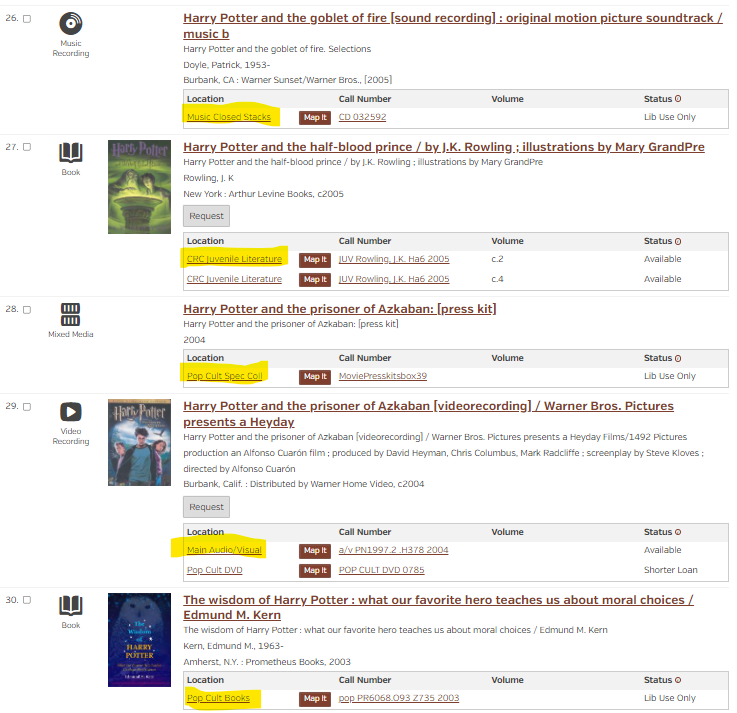 26.
Music
Recording
Harry Potter and the goblet of fire [sound recording] : original motion picture soundtrack /
music b
Harry Potter and the goblet of fire. Selections
Doyle, Patrick, 1953-
Burbank, CA : Warner Sunset/Warner Bros., [2005]
Location Call Number Volume Status
Music Closed Stacks Map It CD 032592 Lib Use Only
27.
Book
Harry Potter
Harry Potter and the half-blood prince / by J.K. Rowling ; illustrations by Mary GrandPre
Harry Potter and the half-blood prince / by J.K. Rowling ; illustrations by Mary GrandPre
Rowling, J. K
New York : Arthur Levine Books, c2005
Request
Location Call Number Volume Status
CRC Juvenile Literature Map It JUV Rowling, J.K. Ha6 2005 c.2 Available
CRC Juvenile Literature Map It JUV Rowling, J.K. Ha6 2005 c.4 Available
28.
Mixed Media
Harry Potter and the prisoner of Azkaban: [press kit]
Harry Potter and the prisoner of Azkaban: [press kit]
2004
Location Call Number Volume Status
Pop Cult Spec Coll Map It MoviePresskitsbox39 Lib Use Only
29.
Video
Recording
Harry Potter
Harry Potter and the prisoner of Azkaban [videorecording] / Warner Bros. Pictures
presents a Heyday
Harry Potter and the prisoner of Azkaban [videorecording] / Warner Bros. Pictures presents a Heyday Films/1492 Pictures
production an Alfonso Cuarón film ; produced by David Heyman, Chris Columbus, Mark Radcliffe ; screenplay by Steve Kloves ;
directed by Alfonso Cuarón
Burbank, Calif. : Distributed by Warner Home Video, c2004
Request
Location Call Number Volume Status
Main Audio/Visual Map It a/v PN1997.2 .H378 2004 Available
Pop Cult DVD Map It POP CULT DVD 0785 Shorter Loan
30.
Book
The
Wisdom
of
HARRY
POTTER
Edmund M. Kern
The wisdom of Harry Potter : what our favorite hero teaches us about moral choices /
Edmund M. Kern
The wisdom of Harry Potter : what our favorite hero teaches us about moral choices / Edmund M. Kern
Kern, Edmund M., 1963-
Amherst, N.Y. : Prometheus Books, 2003
Location Call Number Volume Status
Pop Cult Books Map It pop PR6068.O93 Z735 2003 Lib Use Only